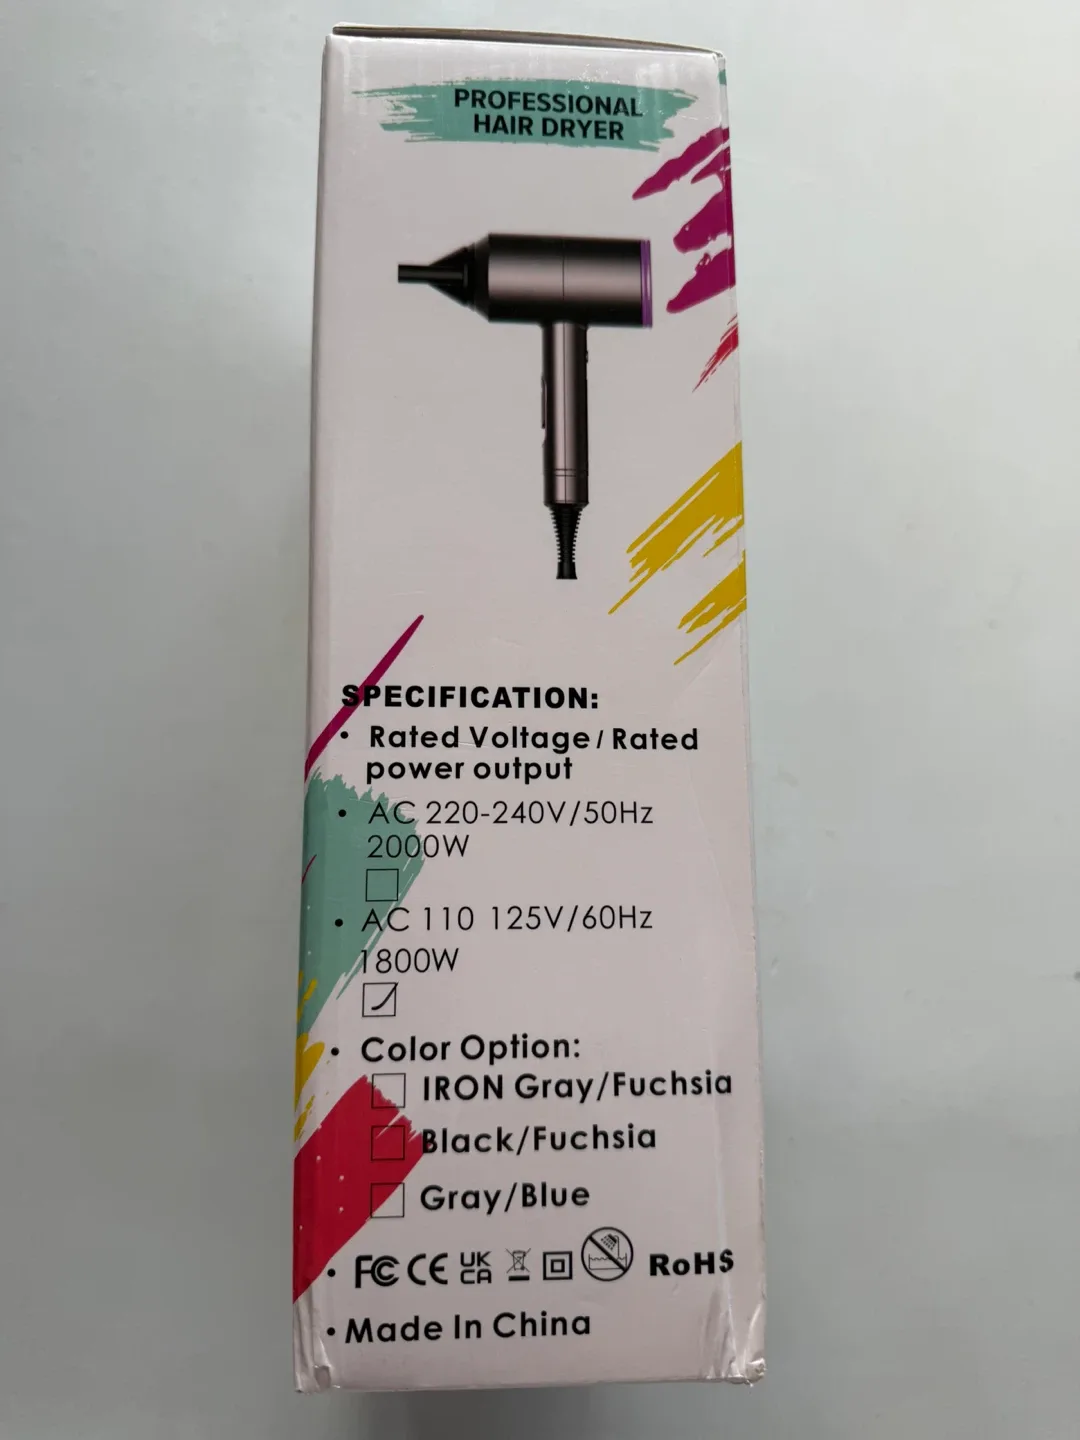 PROFESSIONAL
HAIR DRYER
SPECIFICATION:
• Rated Voltage/Rated
power output
• AC 220-240V/50Hz
2000W
• AC 110 125V/60Hz
1800W
• Color Option:
IRON Gray/Fuchsia
Black/Fuchsia
Gray/Blue
• FC CE UK
CA RoHS
• Made In China